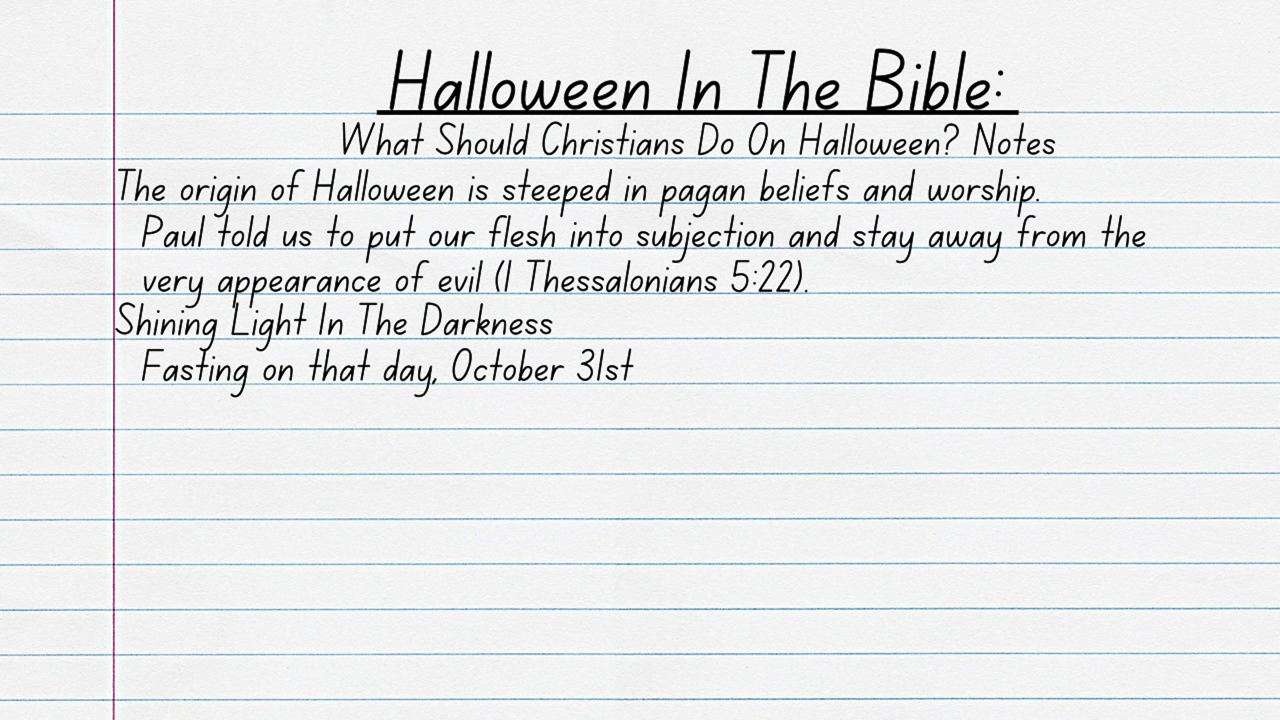 Halloween In The Bible:
What Should Christians Do On Halloween? Notes
The origin of Halloween is steeped in pagan beliefs and worship.
Paul told us to put our flesh into subjection and stay away from the
very appearance of evil (1 Thessalonians 5:22).
Shining Light In The Darkness
Fasting on that day, October 31st